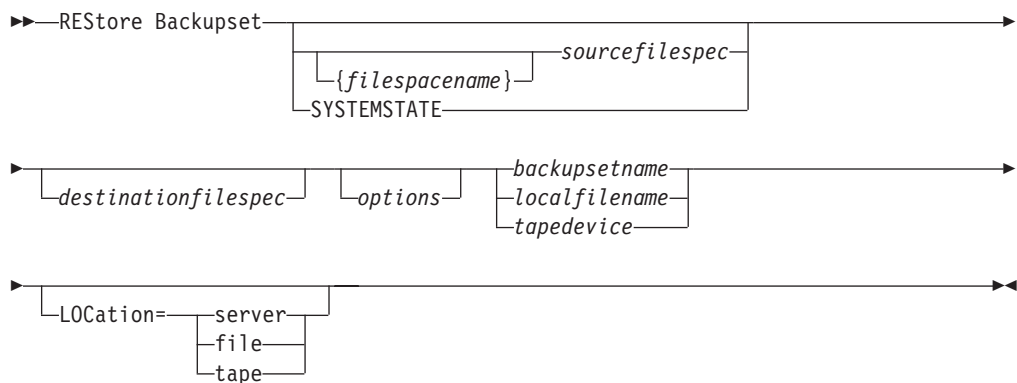 REStore Backupset
sourcefilespec
{filespacename}
SYSTEMSTATE
destinationfilespec
options
backupsetname
localfilename
tapedevice
LOCation=
server
file
tape